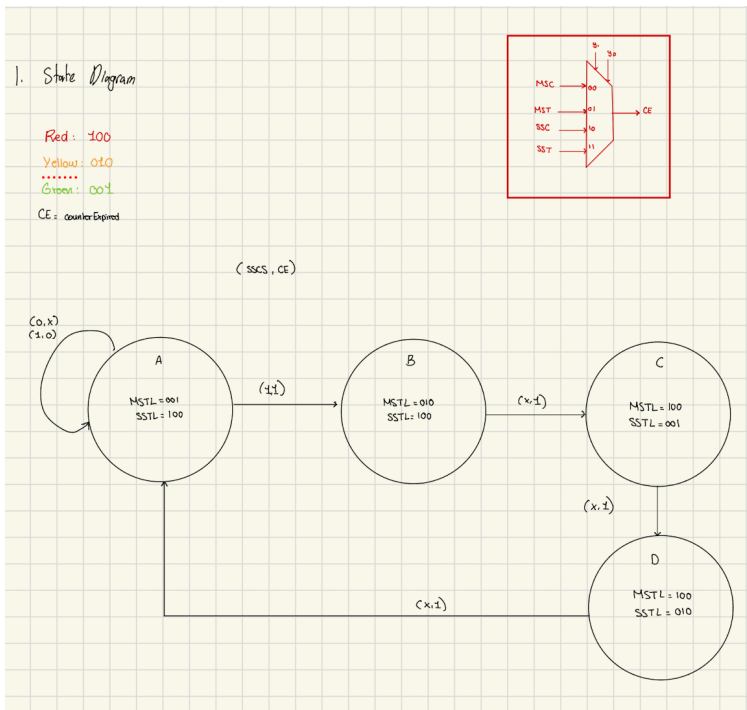 1. State Diagram
Red: 100
Yellow: 010
Green: 001
CE = counterExpired
y1 y0
MSC 00
MST 01 CE
SSC 10
SST 11
(SSCS, CE)
(0,x)
(1,0)
A
MSTL=001
SSTL=100
(1,1)
B
MSTL=010
SSTL=100
(x,1)
C
MSTL=100
SSTL=001
(x,1)
D
MSTL=100
SSTL=010
(x,1)